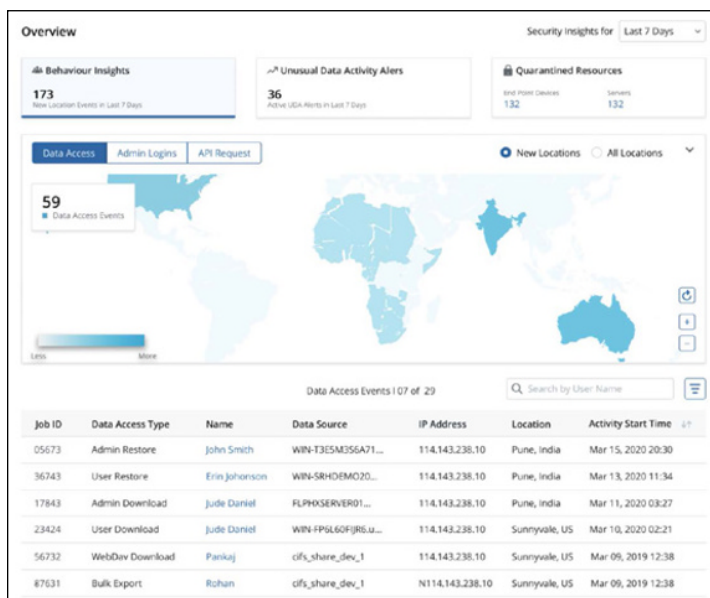 Overview
Security Insights for Last 7 Days
Behaviour Insights
173
New Location Events in Last 7 Days
Unusual Data Activity Alers
36
Active UDA Alerts in Last 7 Days
Quarantined Resources
End Point Devices Servers
132 132
Data Access Admin Logins API Request New Locations All Locations
59
Data Access Events
+
-
Less More
Data Access Events I 07 of 29 Search by User Name
Job ID Data Access Type Name Data Source IP Address Location Activity Start Time
05673 Admin Restore John Smith WIN-T3E5M3S6A71... 114.143.238.10 Pune, India Mar 15, 2020 20:30
36743 User Restore Erin Johonson WIN-SRHDEMO20... 114.143.238.10 Pune, India Mar 13, 2020 11:34
17843 Admin Download Jude Daniel FLPHXSERVER01... 114.143.238.10 Pune, India Mar 11, 2020 03:27
23424 User Download Jude Daniel WIN-FP6L60FIJR6.u... 114.143.238.10 Sunnyvale, US Mar 10, 2020 02:21
56732 WebDav Download Pankaj cifs_share_dev_1 114.143.238.10 Sunnyvale, US Mar 09, 2019 12:38
87631 Bulk Export Rohan cifs_share_dev_1 N114.143.238.10 Sunnyvale, US Mar 09, 2019 12:38